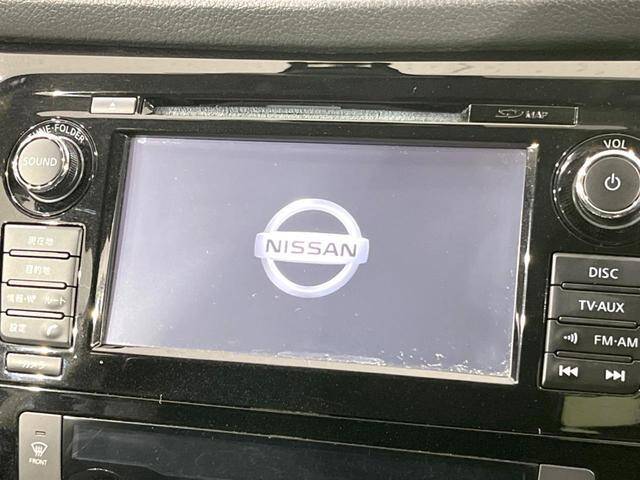 MAP
TUNE·FOLDER
SOUND
VOL
NISSAN
現在地
目的地
情報・VP ルート
設定
DISC
TV·AUX
FM·AM
FRONT